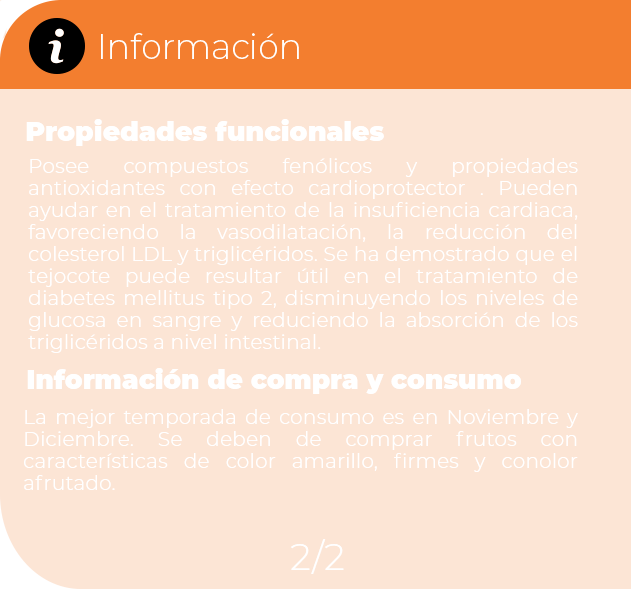 i Información
Propiedades funcionales
Posee compuestos fenólicos y propiedades
antioxidantes con efecto cardioprotector . Pueden
ayudar en el tratamiento de la insuficiencia cardiaca,
favoreciendo la vasodilatación, la reducción del
colesterol LDL y triglicéridos. Se ha demostrado que el
tejocote puede resultar útil en el tratamiento de
diabetes mellitus tipo 2, disminuyendo los niveles de
glucosa en sangre y reduciendo la absorción de los
triglicéridos a nivel intestinal.
Información de compra y consumo
La mejor temporada de consumo es en Noviembre y
Diciembre. Se deben de comprar frutos con
características de color amarillo, firmes y conolor
afrutado.
2/2